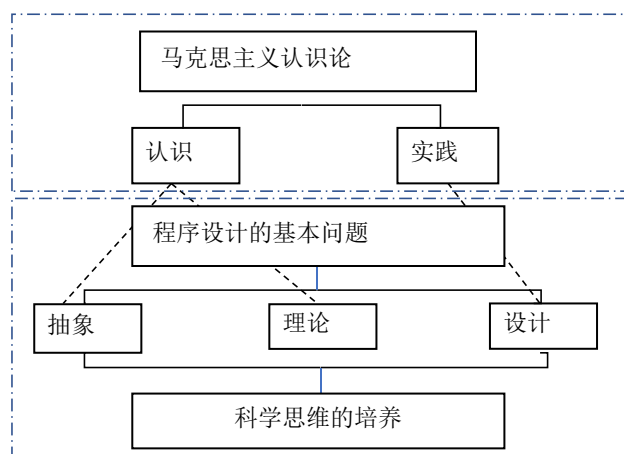 马克思主义认识论
认识
实践
程序设计的基本问题
抽象
理论
设计
科学思维的培养